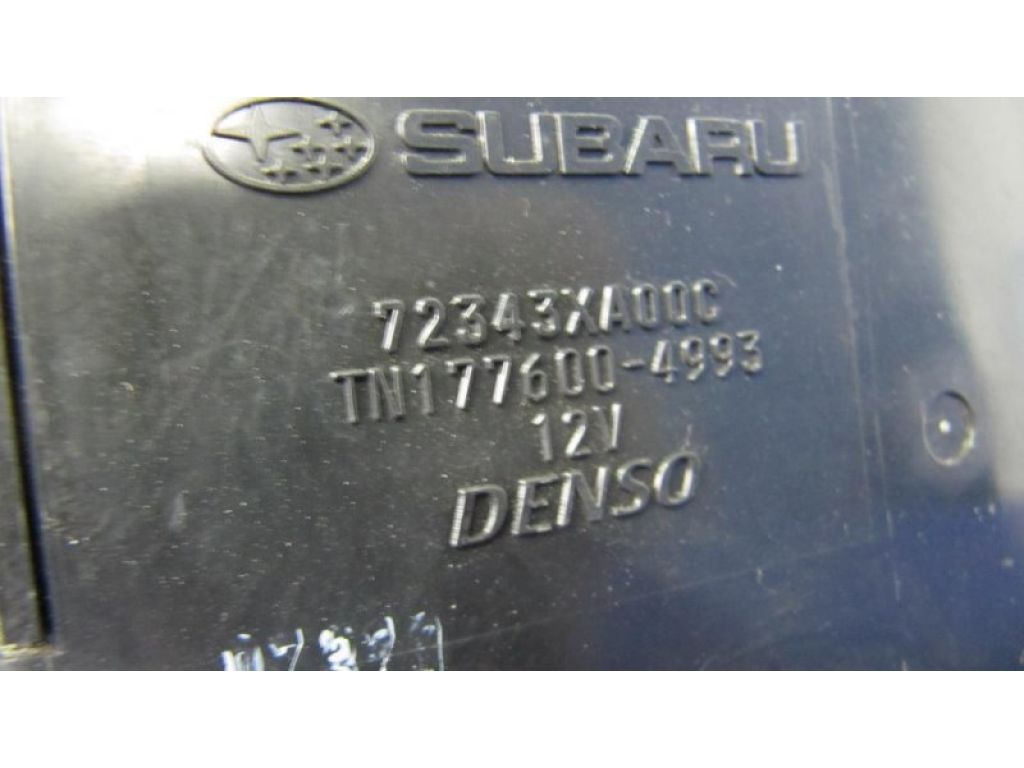 SUBARU
72343XA00C
TN177600-4993
12V
DENSO